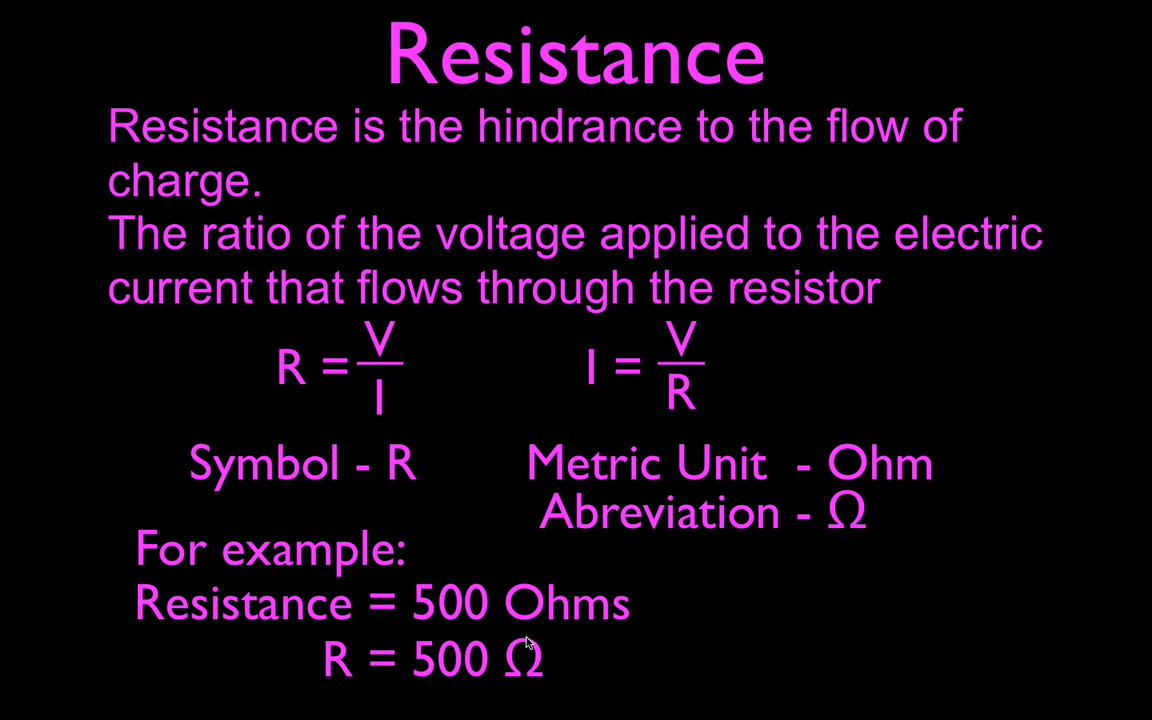 Resistance
Resistance is the hindrance to the flow of
charge.
The ratio of the voltage applied to the electric
current that flows through the resistor
R = V/I
I = V/R
Symbol - R
Metric Unit - Ohm
Abreviation - Ω
For example:
Resistance = 500 Ohms
R = 500 Ω